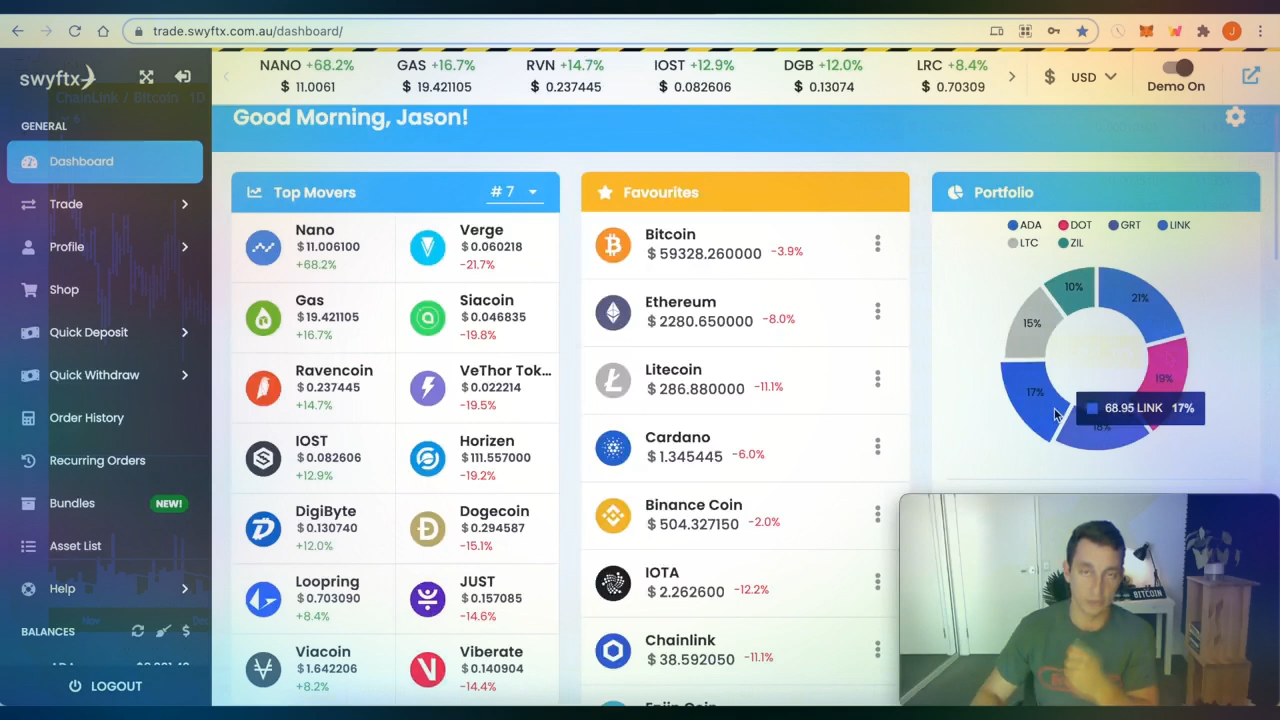 trade.swyftx.com.au/dashboard/
J
swyftx
NANO +68.2% GAS +16.7% RVN +14.7% IOST +12.9% DGB +12.0% LRC +8.4%
$ 11.0061 $ 19.421105 $ 0.237445 $ 0.082606 $ 0.13074 $ 0.70309
$ USD
Demo On
ChainLink / Bitcoin 1D
Good Morning, Jason!
GENERAL
Dashboard
Trade
Profile
Shop
Quick Deposit
Quick Withdraw
Order History
Recurring Orders
Bundles NEW!
Asset List
Help
Nov
BALANCES
$
LOGOUT
Top Movers # 7
Nano
$ 11.006100
+68.2%
Verge
$ 0.060218
-21.7%
Gas
$ 19.421105
+16.7%
Siacoin
$ 0.046835
-19.8%
Ravencoin
$ 0.237445
+14.7%
VeThor Tok...
$ 0.022214
-19.5%
IOST
$ 0.082606
+12.9%
Horizen
$ 111.557000
-19.2%
DigiByte
$ 0.130740
+12.0%
Dogecoin
$ 0.294587
-15.1%
Loopring
$ 0.703090
+8.4%
JUST
$ 0.157085
-14.6%
Viacoin
$ 1.642206
+8.2%
Viberate
$ 0.140904
-14.4%
Favourites
Bitcoin
$ 59328.260000 -3.9%
Ethereum
$ 2280.650000 -8.0%
Litecoin
$ 286.880000 -11.1%
Cardano
$ 1.345445 -6.0%
Binance Coin
$ 504.327150 -2.0%
IOTA
$ 2.262600 -12.2%
Chainlink
$ 38.592050 -11.1%
Portfolio
ADA DOT GRT LINK
LTC ZIL
10%
21%
15%
19%
17%
68.95 LINK 17%
18%
BITCOIN